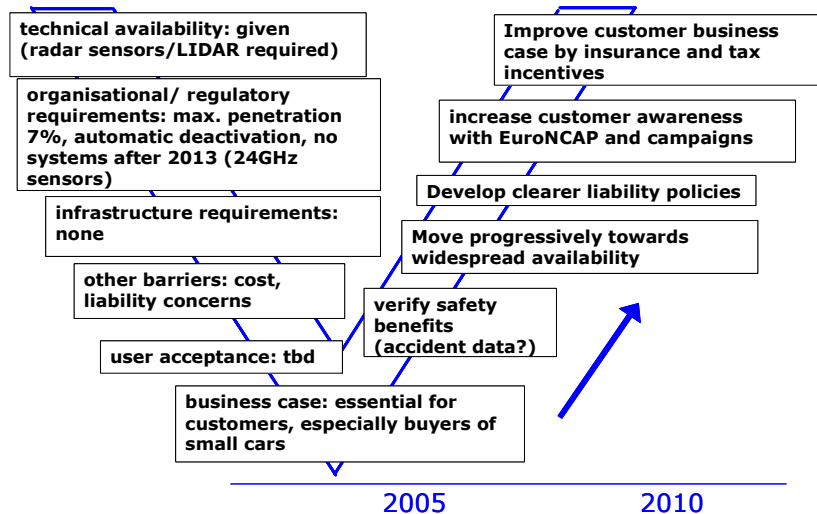 technical availability: given
(radar sensors/LIDAR required)
organisational/ regulatory
requirements: max. penetration
7%, automatic deactivation, no
systems after 2013 (24GHz
sensors)
infrastructure requirements:
none
other barriers: cost,
liability concerns
user acceptance: tbd
business case: essential for
customers, especially buyers of
small cars
verify safety
benefits
(accident data?)
Move progressively towards
widespread availability
Develop clearer liability policies
increase customer awareness
with EuroNCAP and campaigns
Improve customer business
case by insurance and tax
incentives
2005
2010